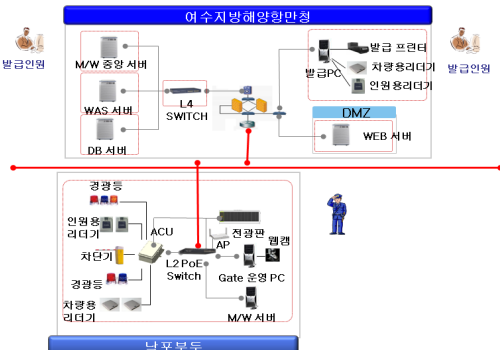 여수지방해양항만청
발급인원
M/W 중앙 서버
WAS 서버
DB 서버
L4
SWITCH
발급PC
발급 프린터
차량용리더기
인원용리더기
DMZ
WEB 서버
발급인원
경광등
인원용
리더기
ACU
차단기
경광등
차량용
리더기
L2 PoE
Switch
전광판
AP
웹캠
Gate 운영 PC
M/W 서버
낙포부두